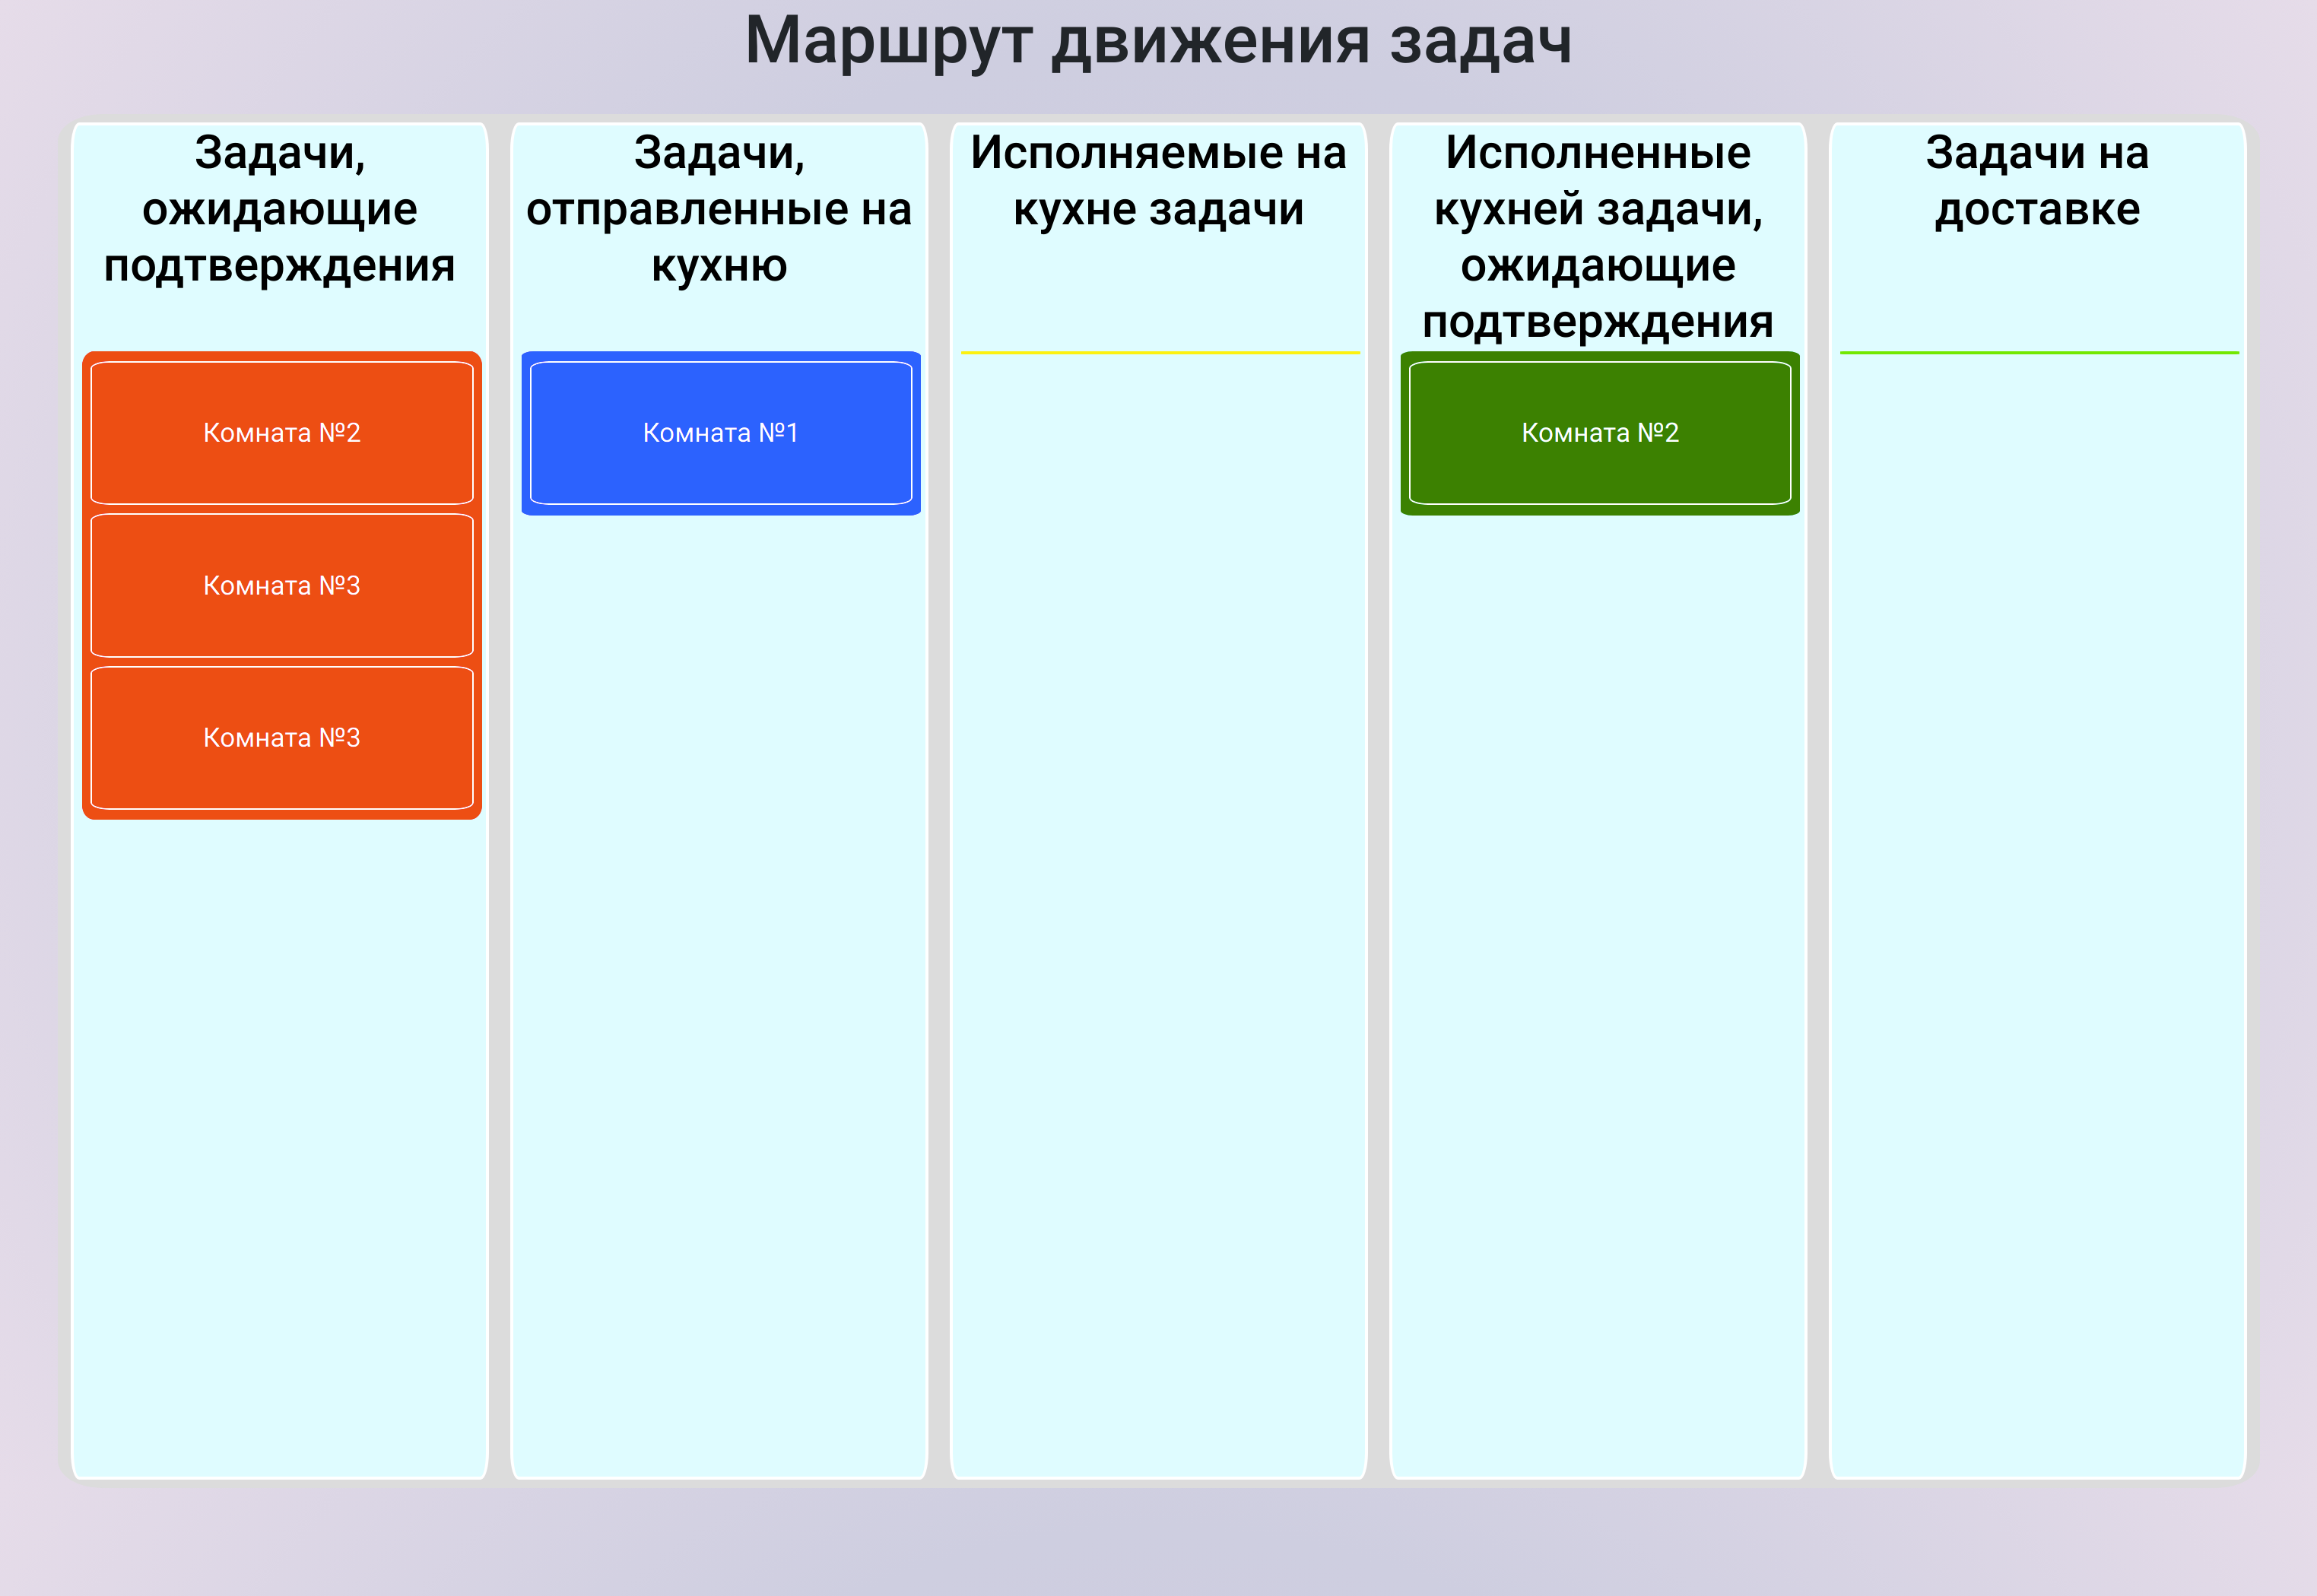 Маршрут движения задач
Задачи,
ожидающие
подтверждения
Комната №2
Комната №3
Комната №3
Задачи,
отправленные на
кухню
Комната №1
Исполняемые на
кухне задачи
Исполненные
кухней задачи,
ожидающие
подтверждения
Комната №2
Задачи на
доставке